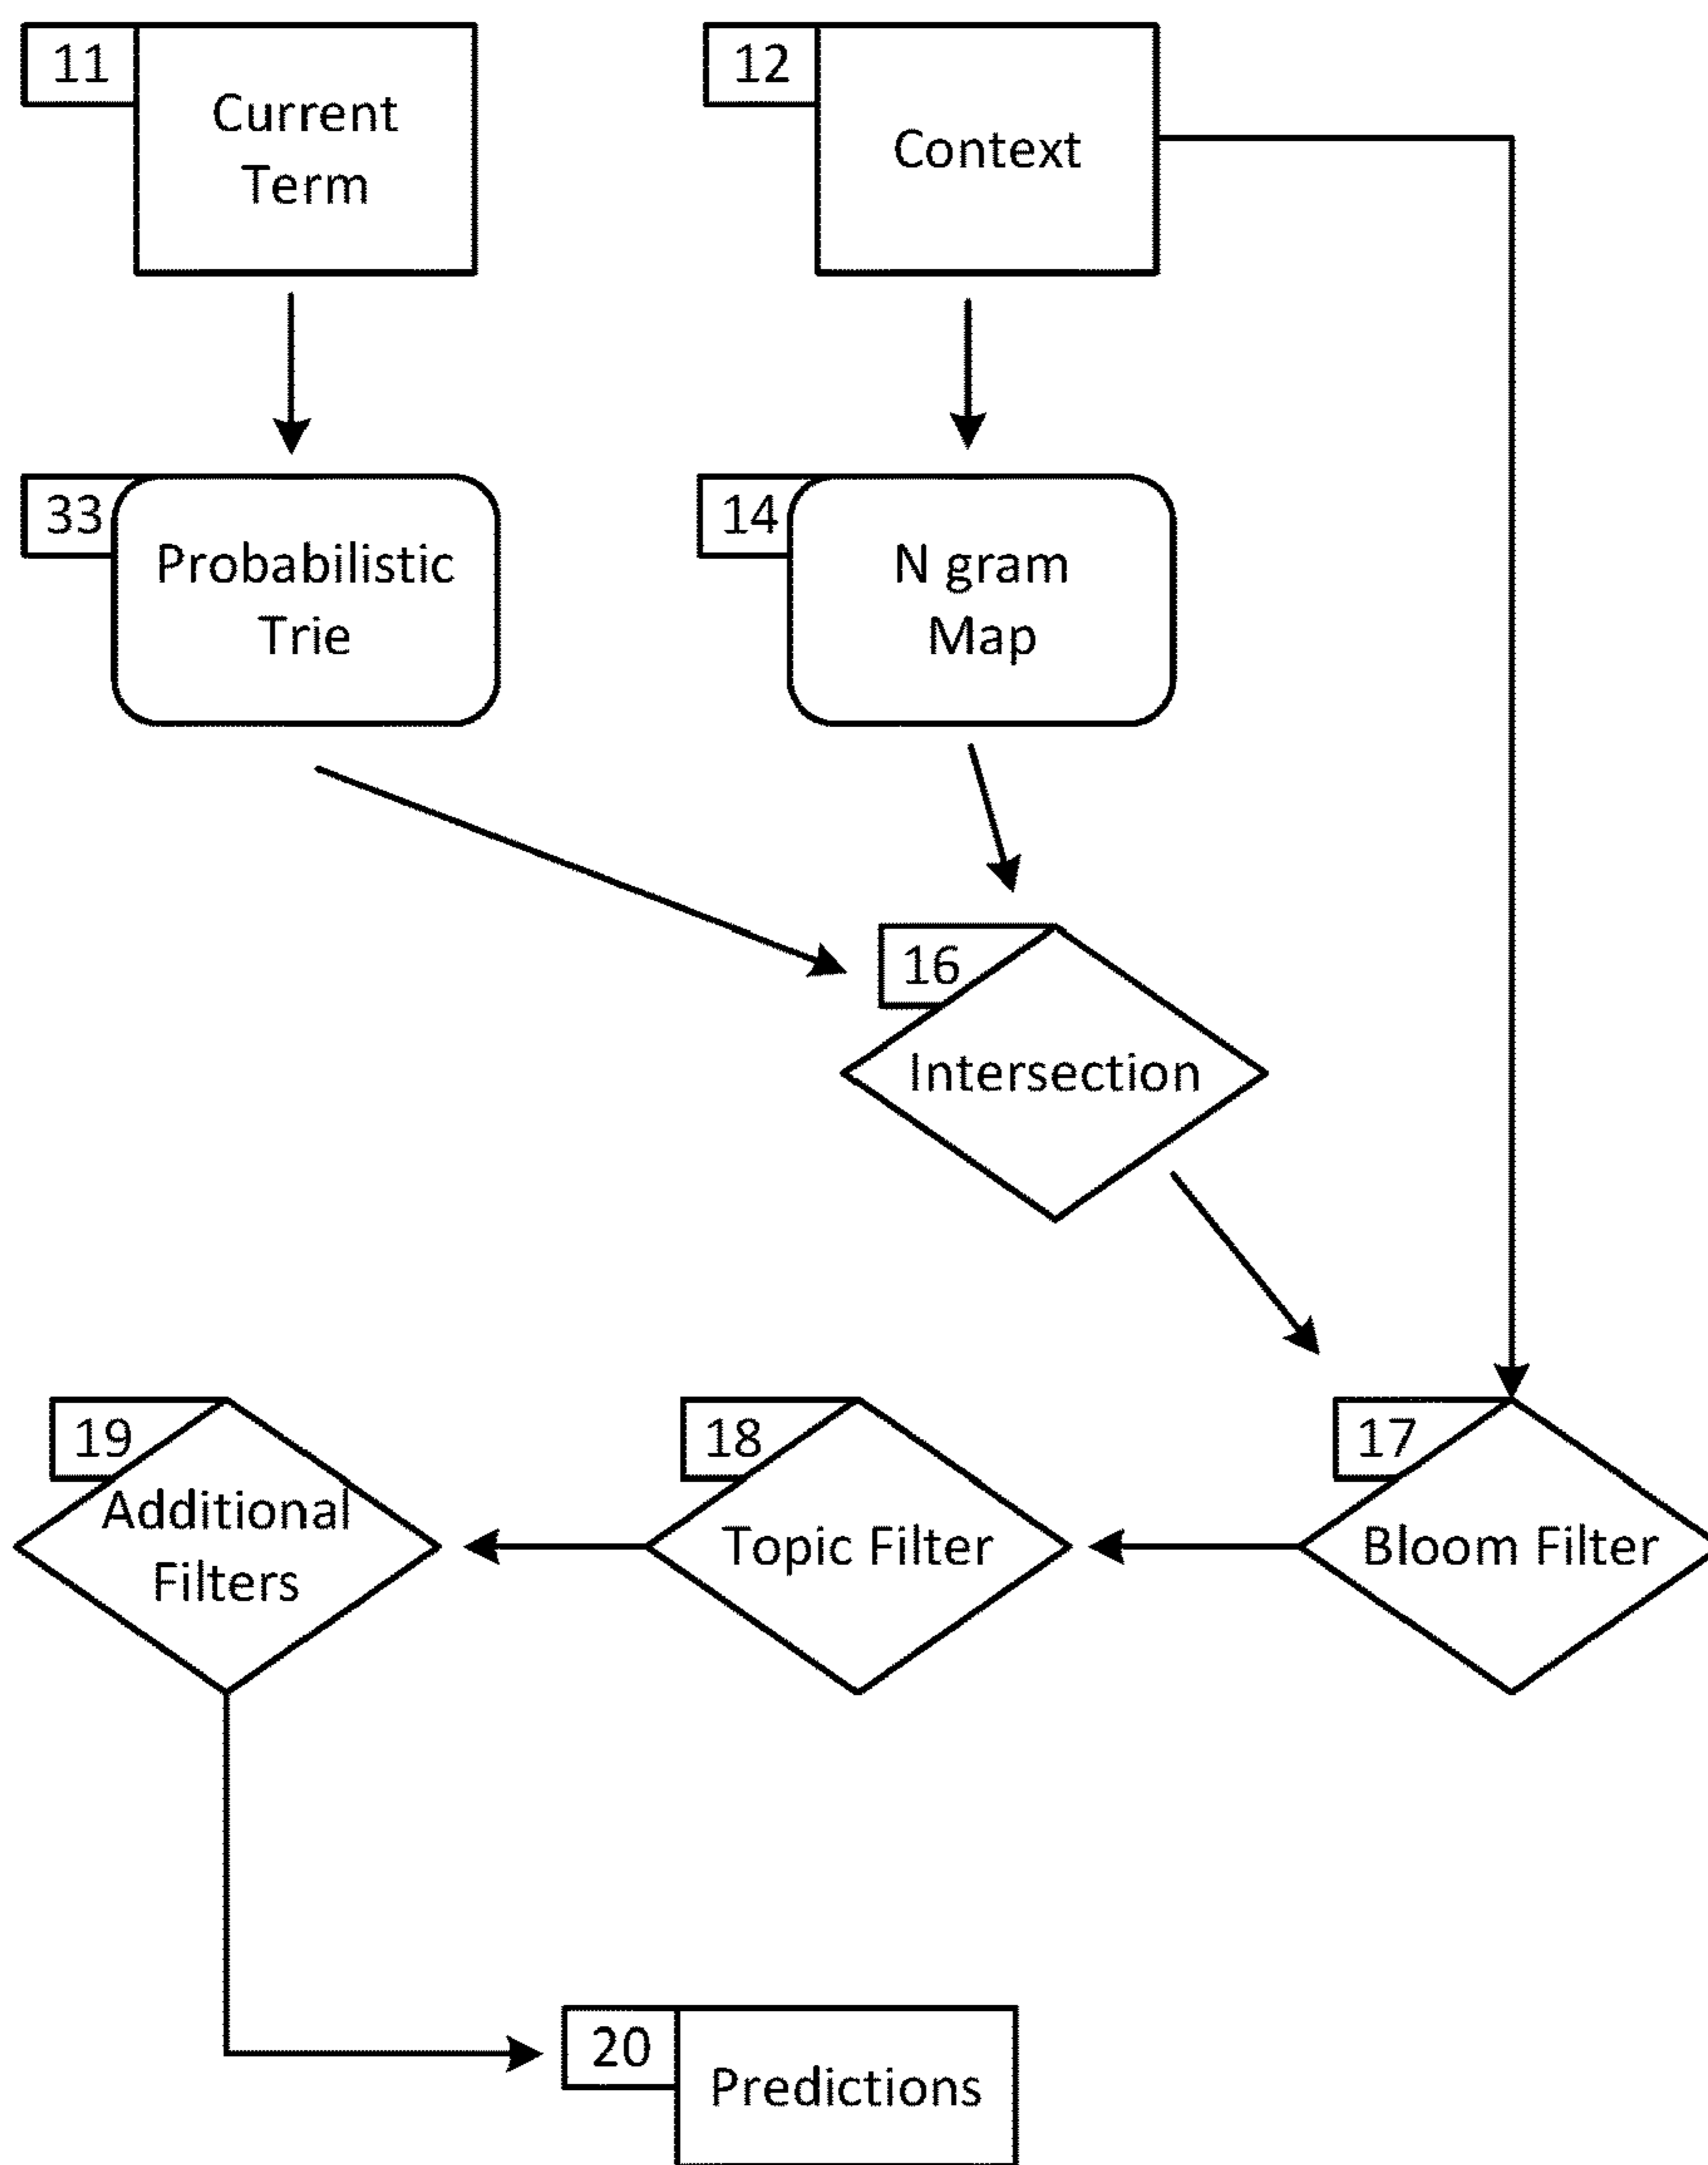 11
Current
Term
12
Context
33
Probabilistic
Trie
14
N gram
Map
16
Intersection
19
Additional
Filters
18
Topic Filter
17
Bloom Filter
20
Predictions